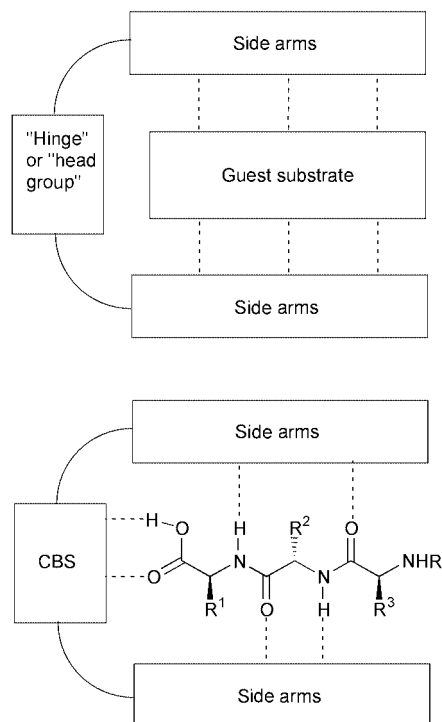 Side arms
"Hinge"
or "head
group"
Guest substrate
Side arms
Side arms
CBS
H
O
O
R¹
H
N
O
R²
N
H
O
R³
NHR
Side arms